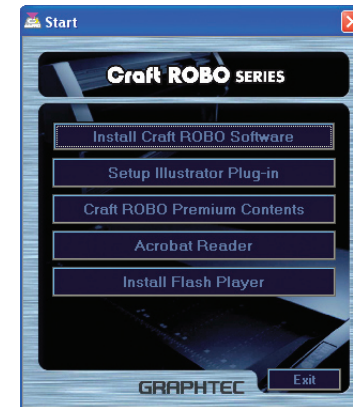 Start
Craft ROBO SERIES
Install Craft ROBO Software
Setup Illustrator Plug-in
Craft ROBO Premium Contents
Acrobat Reader
Install Flash Player
GRAPHTEC
Exit